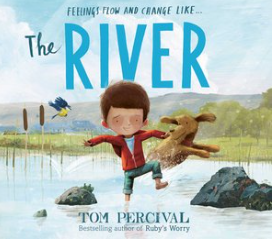 FEELINGS FLOW AND CHANGE LIKE...
The
RIVER
TOM PERCIVAL
Bestselling author of Ruby's Worry